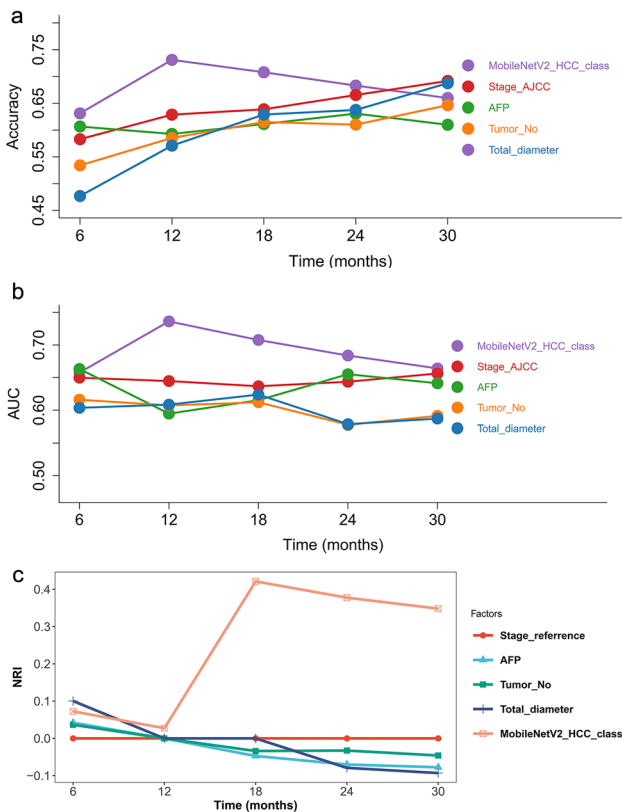 a
Accuracy
0.75
0.65
0.55
0.45
6 12 18 24 30
Time (months)
MobileNetV2_HCC_class
Stage_AJCC
AFP
Tumor_No
Total_diameter
b
AUC
0.70
0.60
0.50
6 12 18 24 30
Time (months)
MobileNetV2_HCC_class
Stage_AJCC
AFP
Tumor_No
Total_diameter
c
NRI
0.4
0.3
0.2
0.1
0.0
−0.1
6 12 18 24 30
Time (months)
Factors
Stage_referrence
AFP
Tumor_No
Total_diameter
MobileNetV2_HCC_class